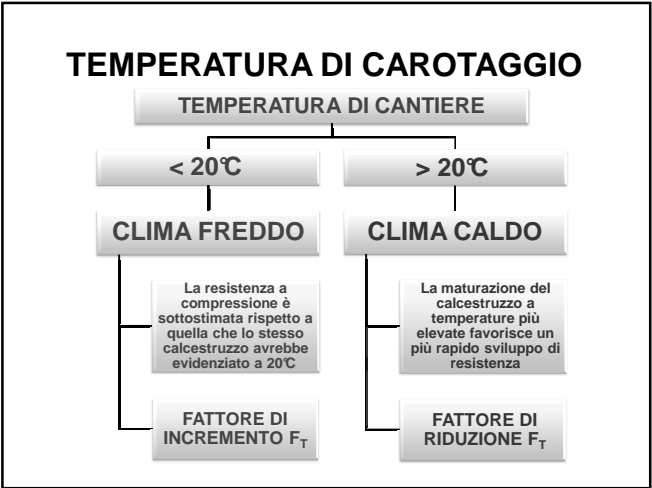 TEMPERATURA DI CAROTAGGIO
TEMPERATURA DI CANTIERE
< 20°C
> 20°C
CLIMA FREDDO
CLIMA CALDO
La resistenza a
compressione è
sottostimata rispetto a
quella che lo stesso
calcestruzzo avrebbe
evidenziato a 20°C
La maturazione del
calcestruzzo a
temperature più
elevate favorisce un
più rapido sviluppo di
resistenza
FATTORE DI
INCREMENTO F_T
FATTORE DI
RIDUZIONE F_T